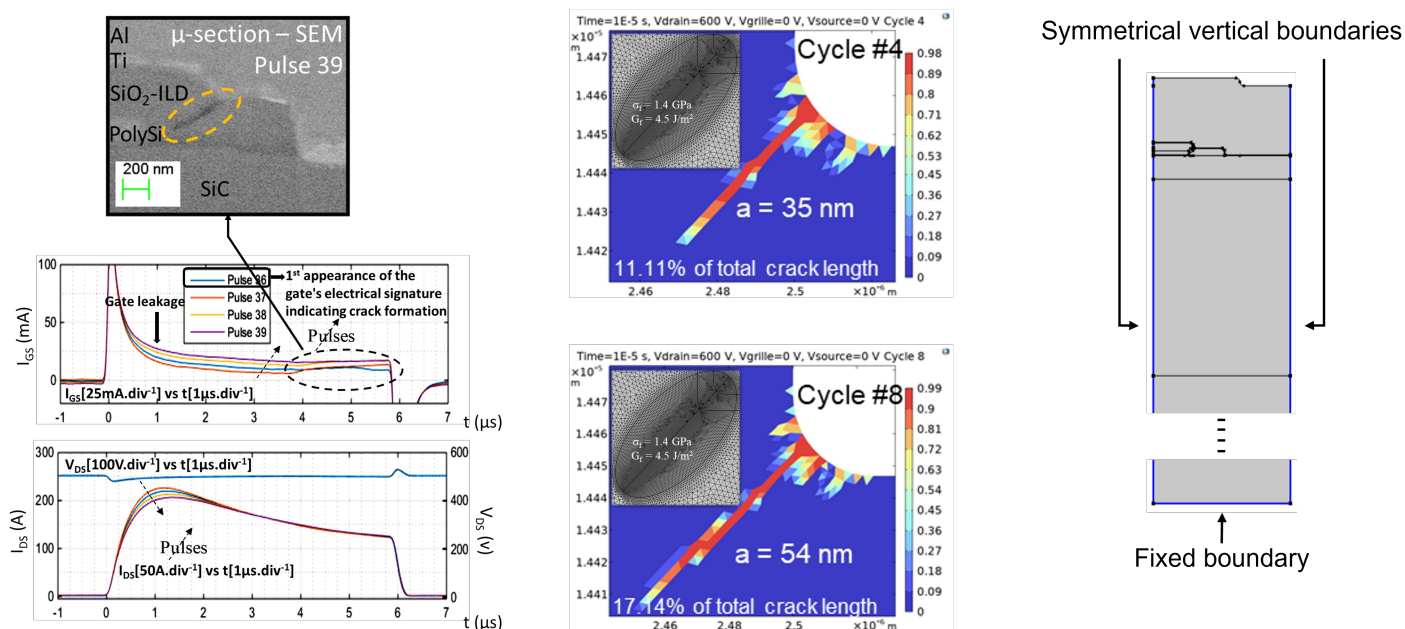 Al
Ti
SiO2-ILD
PolySi
µ-section – SEM
Pulse 39
200 nm
SiC
100
50
0
IGS (mA)
Gate leakage
Pulse 36
Pulse 37
Pulse 38
Pulse 39
1st appearance of the
gate's electrical signature
indicating crack formation
Pulses
IGS[25mA.div-1] vs t[1µs.div-1]
-1 0 1 2 3 4 5 6 7
t (µs)
300
200
100
0
IDS (A)
VDS[100V.div-1] vs t[1µs.div-1]
Pulses
IDS[50A.div-1] vs t[1µs.div-1]
600
400
200
0
VDS (v)
-1 0 1 2 3 4 5 6 7
t (µs)
Time=1E-5 s, Vdrain=600 V, Vgrille=0 V, Vsource=0 V Cycle 4
×10-5
m
1.447
1.446
1.445
1.444
1.443
1.442
Cycle #4
σf = 1.4 GPa
Gf = 4.5 J/m2
a = 35 nm
11.11% of total crack length
0.98
0.89
0.8
0.71
0.62
0.53
0.45
0.36
0.27
0.18
0.09
0
2.46 2.48 2.5 ×10-6 m
Time=1E-5 s, Vdrain=600 V, Vgrille=0 V, Vsource=0 V Cycle 8
×10-5
m
1.447
1.446
1.445
1.444
1.443
1.442
1.441
Cycle #8
σf = 1.4 GPa
Gf = 4.5 J/m2
a = 54 nm
17.14% of total crack length
0.99
0.9
0.81
0.72
0.63
0.54
0.45
0.36
0.27
0.18
0.09
0
2.46 2.48 2.5 ×10-6 m
Symmetrical vertical boundaries
Fixed boundary